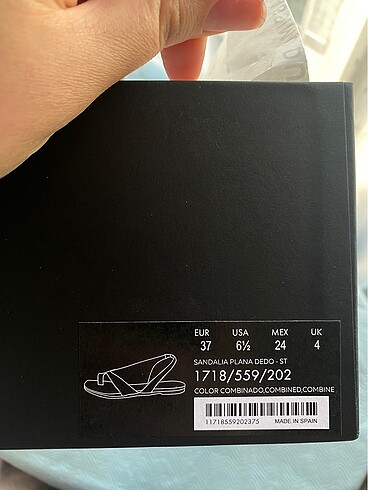 EUR USA MEX UK
37 6½ 24 4
SANDALIA PLANA DEDO - ST
1718/559/202
COLOR COMBINADO,COMBINED,COMBINE
11718559202375 MADE IN SPAIN